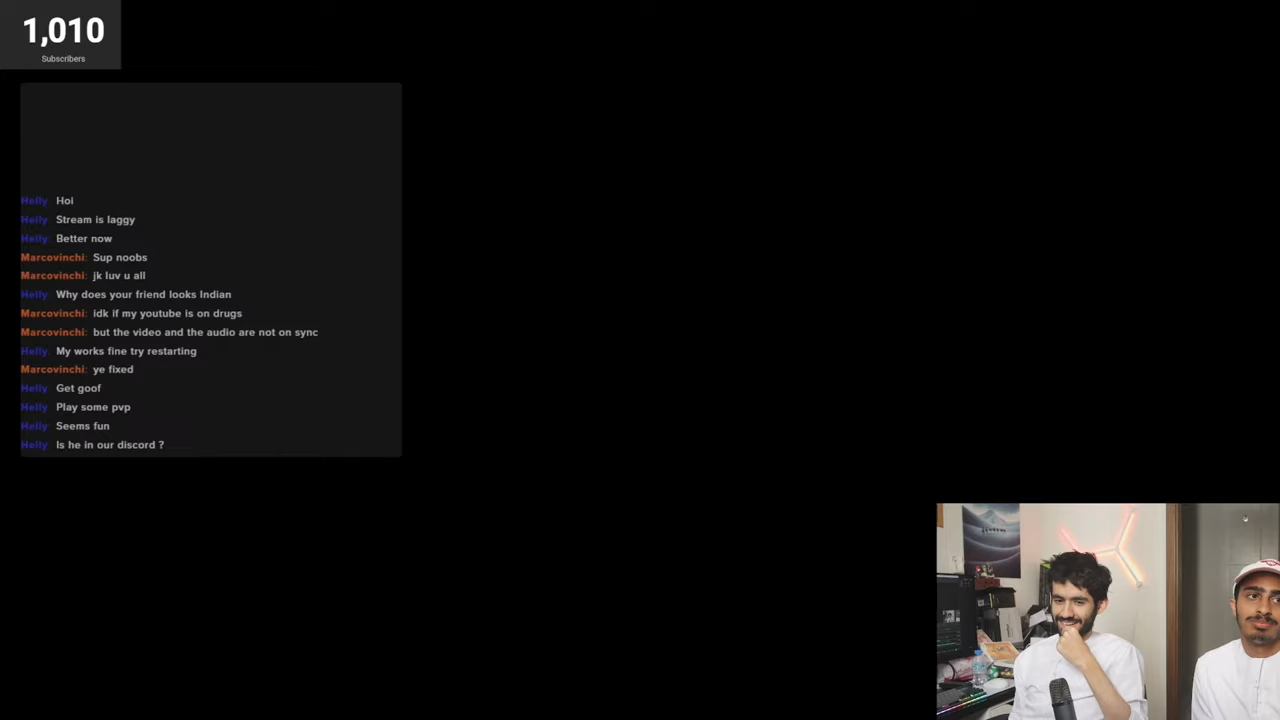 1,010
Subscribers
Helly: Hoi
Helly: Stream is laggy
Helly: Better now
Marcovinchi: Sup noobs
Marcovinchi: jk luv u all
Helly: Why does your friend looks Indian
Marcovinchi: idk if my youtube is on drugs
Marcovinchi: but the video and the audio are not on sync
Helly: My works fine try restarting
Marcovinchi: ye fixed
Helly: Get goof
Helly: Play some pvp
Helly: Seems fun
Helly: Is he in our discord ?